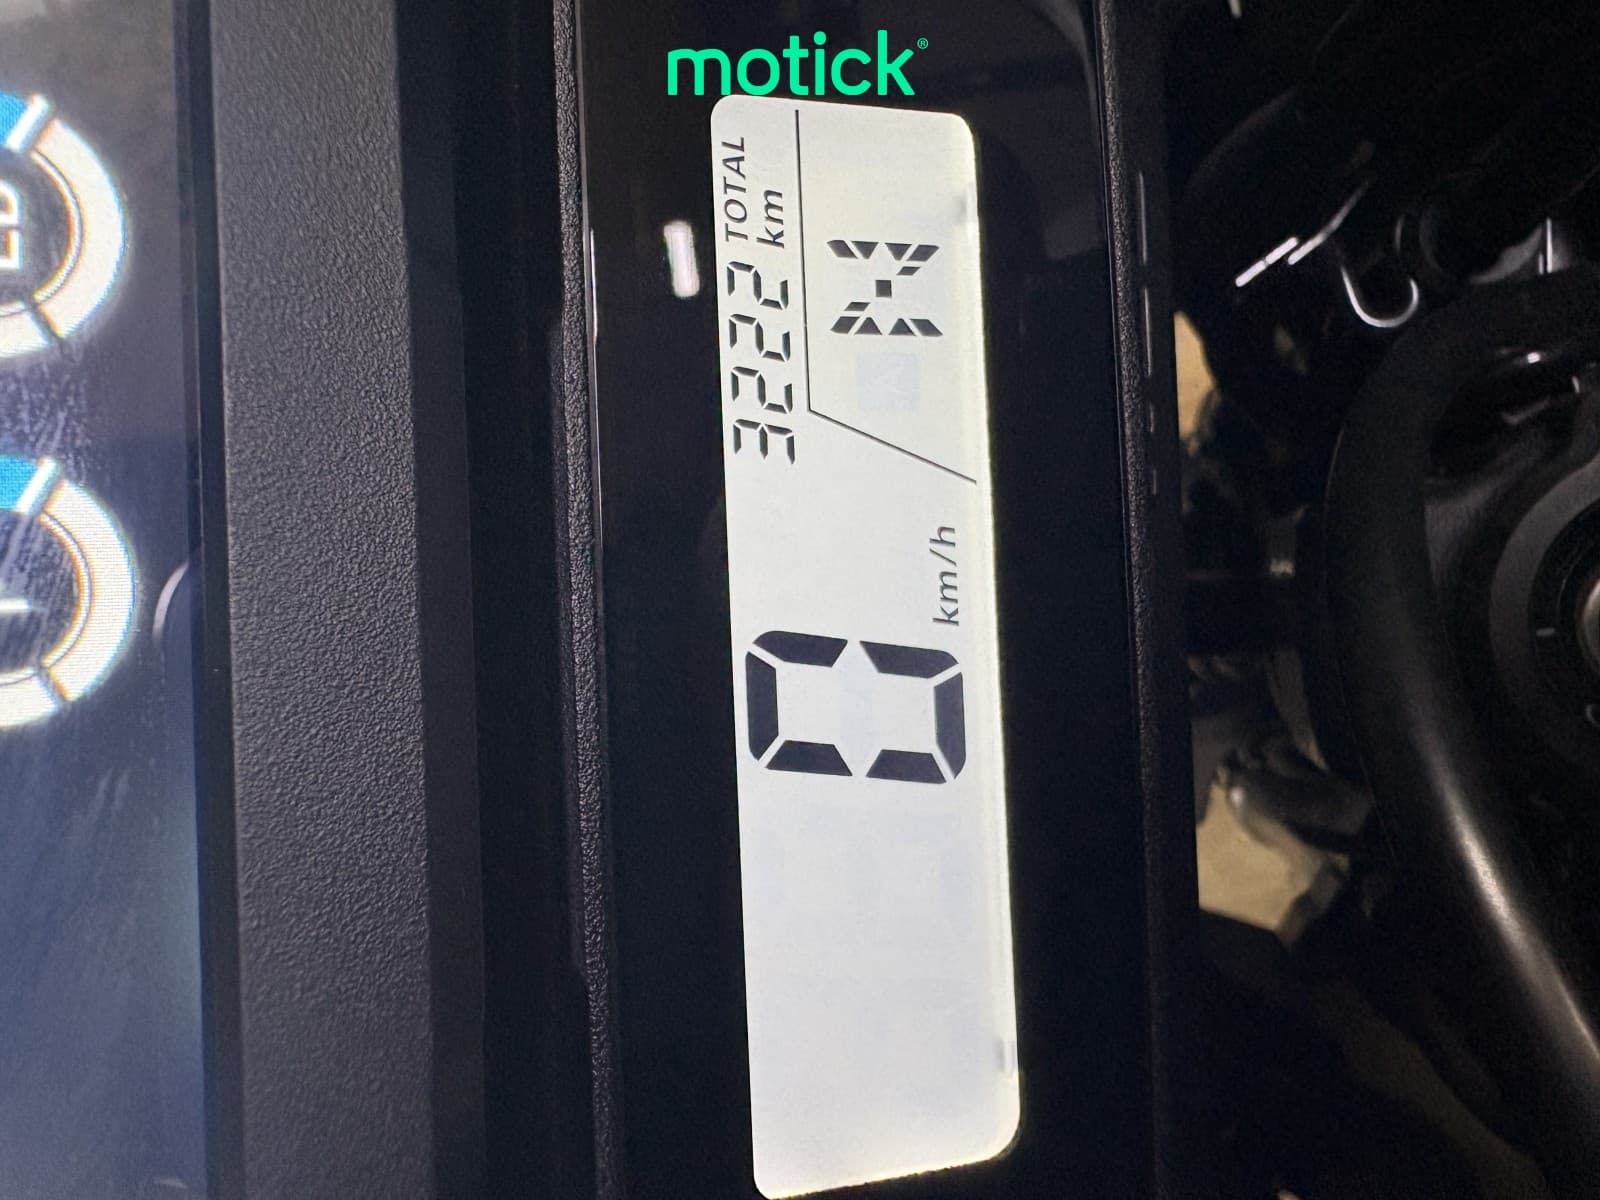 motick®
3222 TOTAL km
0 km/h
N